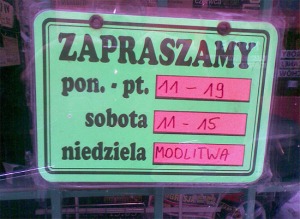 ZAPRASZAMY
pon. - pt. 11 - 19
sobota 11 - 15
niedziela MODLITWA